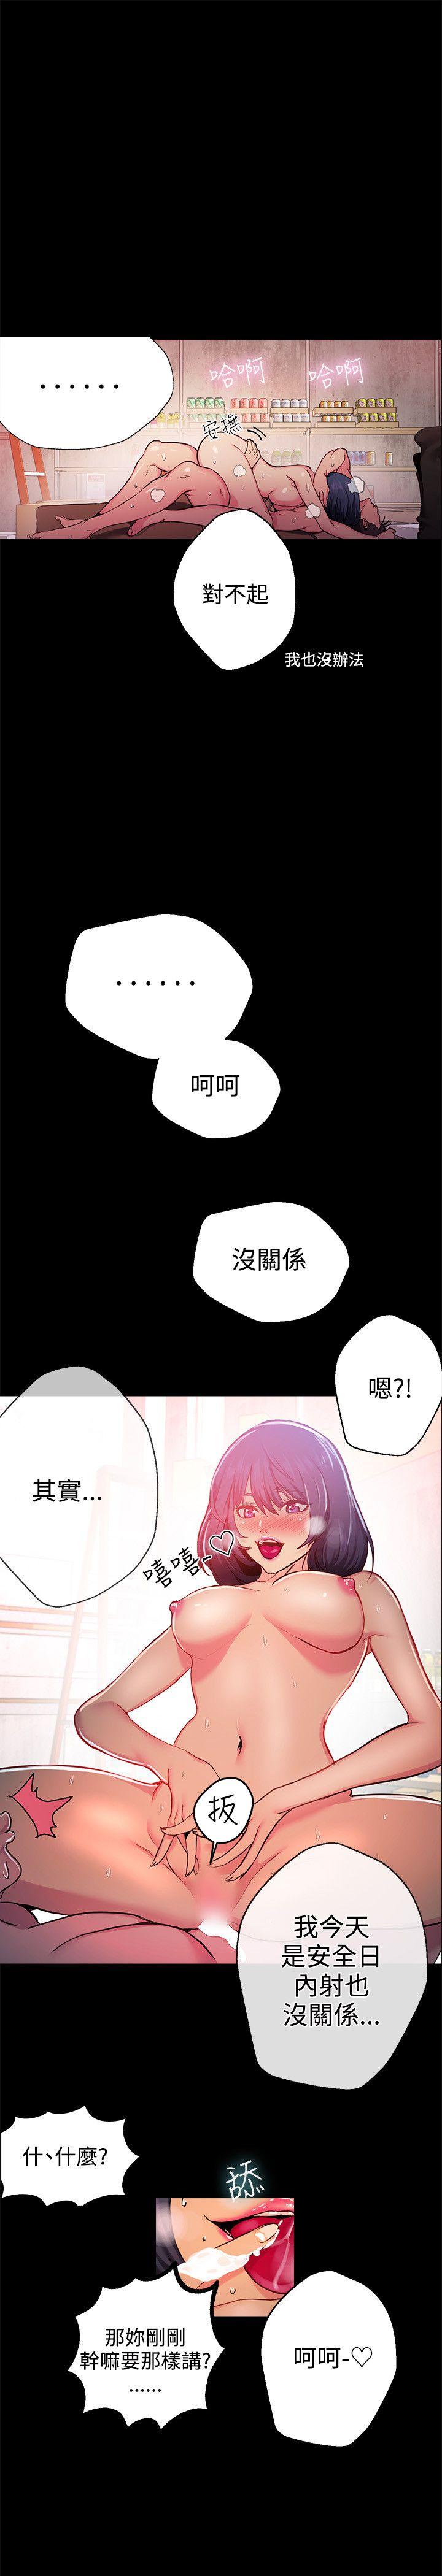 ......
哈啊
哈啊
安撫
對不起
我也沒辦法
......
呵呵
沒關係
嗯?!
其實...
嘻嘻-♡
扳
我今天
是安全日
內射也
沒關係...
什、什麼?
舔
那妳剛剛
幹嘛要那樣講?
......
呵呵-♡